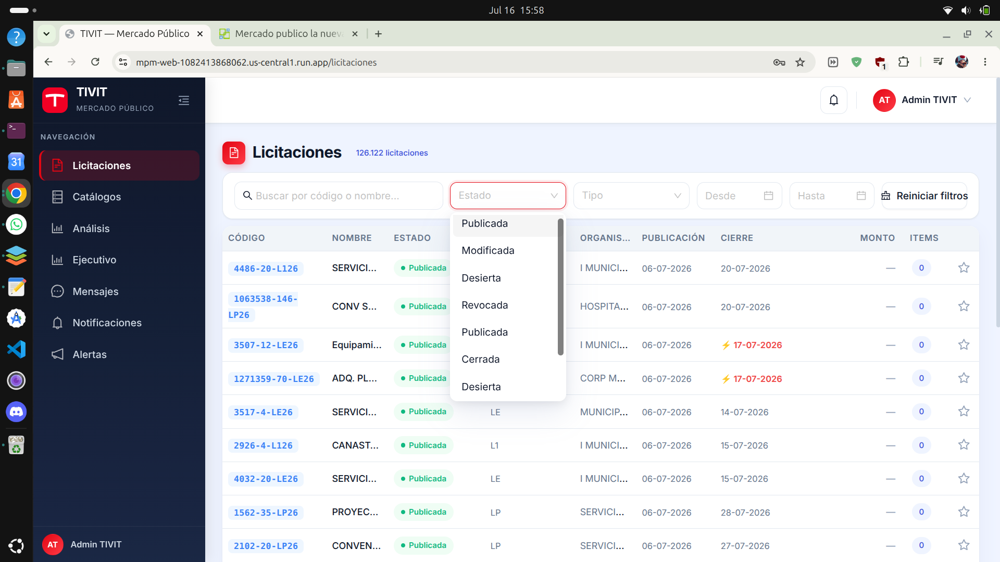 Jul 16 15:58
TIVIT — Mercado Público
Mercado publico la nuev
mpm-web-1082413868062.us-central1.run.app/licitaciones
1
TIVIT
MERCADO PÚBLICO
AT Admin TIVIT
NAVEGACIÓN
Licitaciones
Catálogos
Análisis
Ejecutivo
Mensajes
Notificaciones
Alertas
AT Admin TIVIT
31
Licitaciones 126.122 licitaciones
Buscar por código o nombre... Estado Tipo Desde Hasta Reiniciar filtros
Publicada
Modificada
Desierta
Revocada
Publicada
Cerrada
Desierta
CÓDIGO NOMBRE ESTADO ORGANIS... PUBLICACIÓN CIERRE MONTO ITEMS
4486-20-L126 SERVICI... Publicada I MUNICI... 06-07-2026 20-07-2026 — 0
1063538-146-
LP26 CONV S... Publicada HOSPITA... 06-07-2026 20-07-2026 — 0
3507-12-LE26 Equipami... Publicada I MUNICI... 06-07-2026 ⚡ 17-07-2026 — 0
1271359-70-LE26 ADQ. PL... Publicada CORP M... 06-07-2026 ⚡ 17-07-2026 — 0
3517-4-LE26 SERVICI... Publicada LE MUNICIP... 06-07-2026 14-07-2026 — 0
2926-4-L126 CANAST... Publicada L1 I MUNICI... 06-07-2026 15-07-2026 — 0
4032-20-LE26 SERVICI... Publicada LE I MUNICI... 06-07-2026 15-07-2026 — 0
1562-35-LP26 PROYEC... Publicada LP SERVICI... 06-07-2026 28-07-2026 — 0
2102-20-LP26 CONVEN... Publicada LP SERVICI... 06-07-2026 27-07-2026 — 0